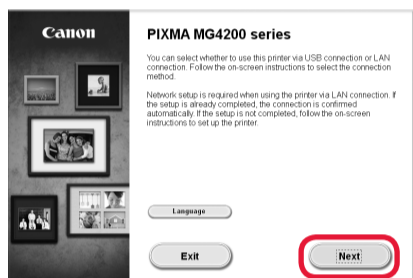 Canon
PIXMA MG4200 series
You can select whether to use this printer via USB connection or LAN
connection. Follow the on-screen instructions to select the connection
method.
Network setup is required when using the printer via LAN connection. If
the setup is already completed, the connection is confirmed
automatically. If the setup is not completed, follow the on-screen
instructions to set up the printer.
Language
Exit
Next